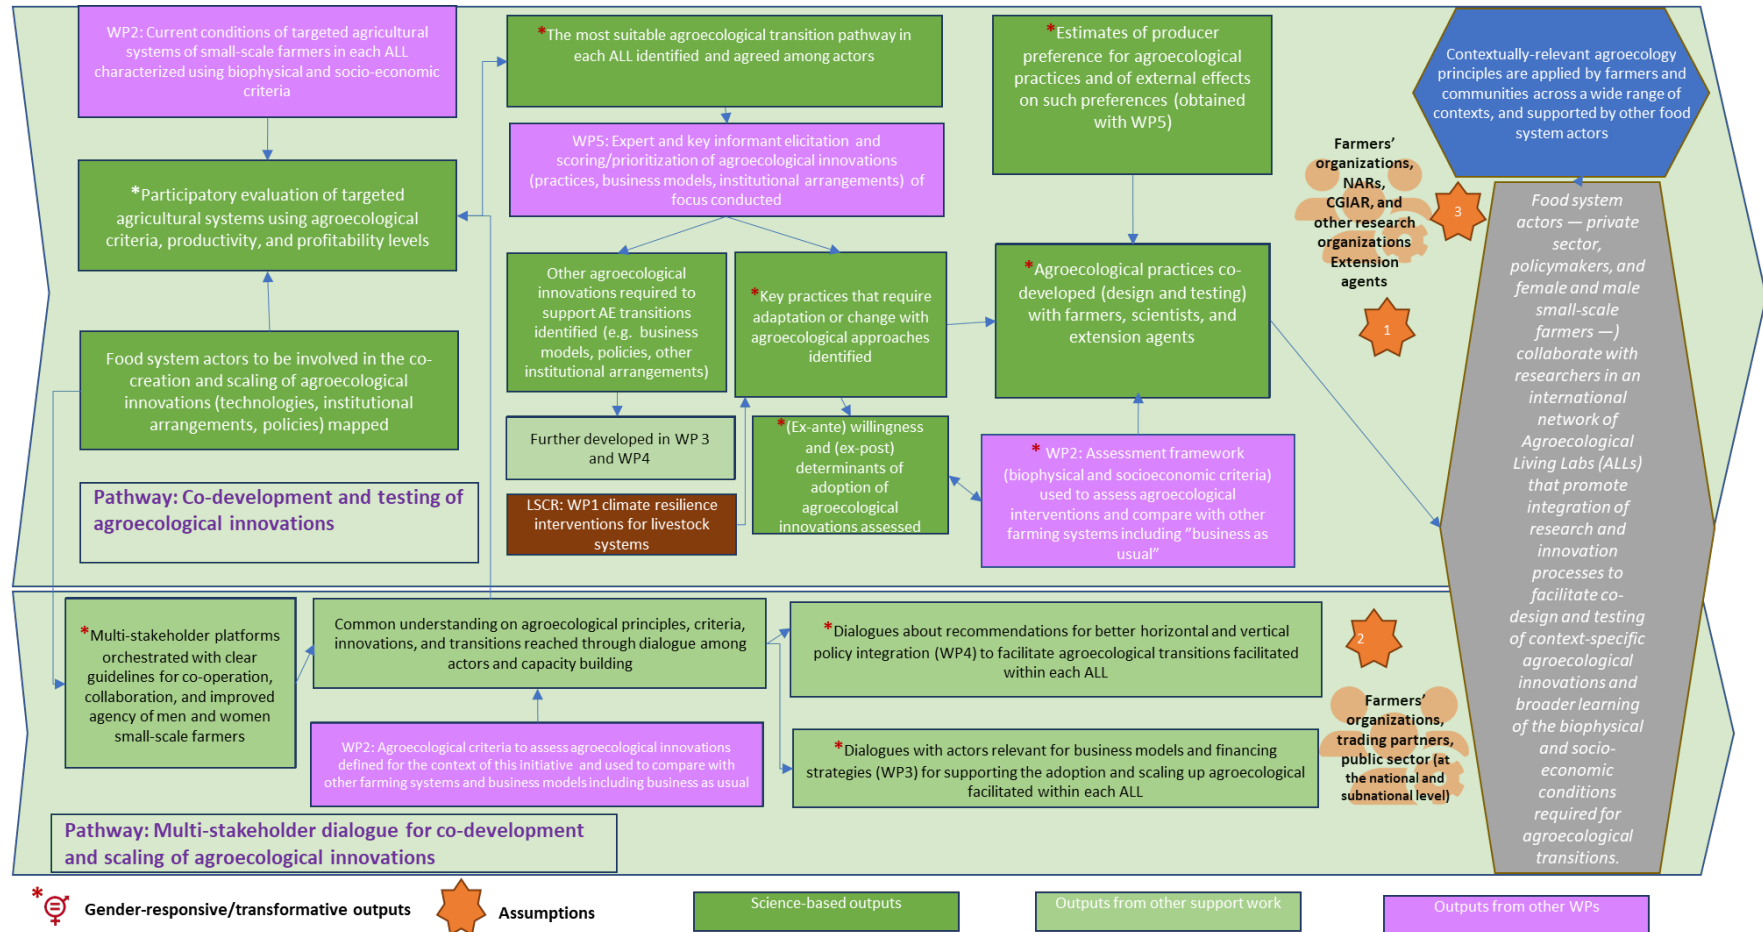 WP2: Current conditions of targeted agricultural
systems of small-scale farmers in each ALL
characterized using biophysical and socio-economic
criteria
*The most suitable agroecological transition pathway in
each ALL identified and agreed among actors
*Estimates of producer
preference for agroecological
practices and of external effects
on such preferences (obtained
with WP5)
Contextually-relevant agroecology
principles are applied by farmers and
communities across a wide range of
contexts, and supported by other food
system actors
WP5: Expert and key informant elicitation and
scoring/prioritization of agroecological innovations
(practices, business models, institutional arrangements) of
focus conducted
*Participatory evaluation of targeted
agricultural systems using agroecological
criteria, productivity, and profitability levels
Farmers'
organizations,
NARs,
CGIAR, and
other research
organizations
Extension
agents
3
1
Other agroecological
innovations required to
support AE transitions
identified (e.g. business
models, policies, other
institutional arrangements)
*Key practices that require
adaptation or change with
agroecological approaches
identified
*Agroecological practices co-
developed (design and testing)
with farmers, scientists, and
extension agents
Food system actors to be involved in the co-
creation and scaling of agroecological
innovations (technologies, institutional
arrangements, policies) mapped
Further developed in WP 3
and WP4
*(Ex-ante) willingness
and (ex-post)
determinants of
adoption of
agroecological
innovations assessed
* WP2: Assessment framework
(biophysical and socioeconomic criteria)
used to assess agroecological
interventions and compare with other
farming systems including "business as
usual"
LSCR: WP1 climate resilience
interventions for livestock
systems
Pathway: Co-development and testing of
agroecological innovations
Food system
actors — private
sector,
policymakers, and
female and male
small-scale
farmers —)
collaborate with
researchers in an
international
network of
Agroecological
Living Labs (ALLs)
that promote
integration of
research and
innovation
processes to
facilitate co-
design and testing
of context-specific
agroecological
innovations and
broader learning
of the biophysical
and socio-
economic
conditions
required for
agroecological
transitions.
*Multi-stakeholder platforms
orchestrated with clear
guidelines for co-operation,
collaboration, and improved
agency of men and women
small-scale farmers
Common understanding on agroecological principles, criteria,
innovations, and transitions reached through dialogue among
actors and capacity building
*Dialogues about recommendations for better horizontal and vertical
policy integration (WP4) to facilitate agroecological transitions facilitated
within each ALL
2
WP2: Agroecological criteria to assess agroecological innovations
defined for the context of this initiative and used to compare with
other farming systems and business models including business as usual
*Dialogues with actors relevant for business models and financing
strategies (WP3) for supporting the adoption and scaling up agroecological
facilitated within each ALL
Farmers'
organizations,
trading partners,
public sector (at
the national and
subnational level)
Pathway: Multi-stakeholder dialogue for co-development
and scaling of agroecological innovations
* Gender-responsive/transformative outputs
Assumptions
Science-based outputs
Outputs from other support work
Outputs from other WPs